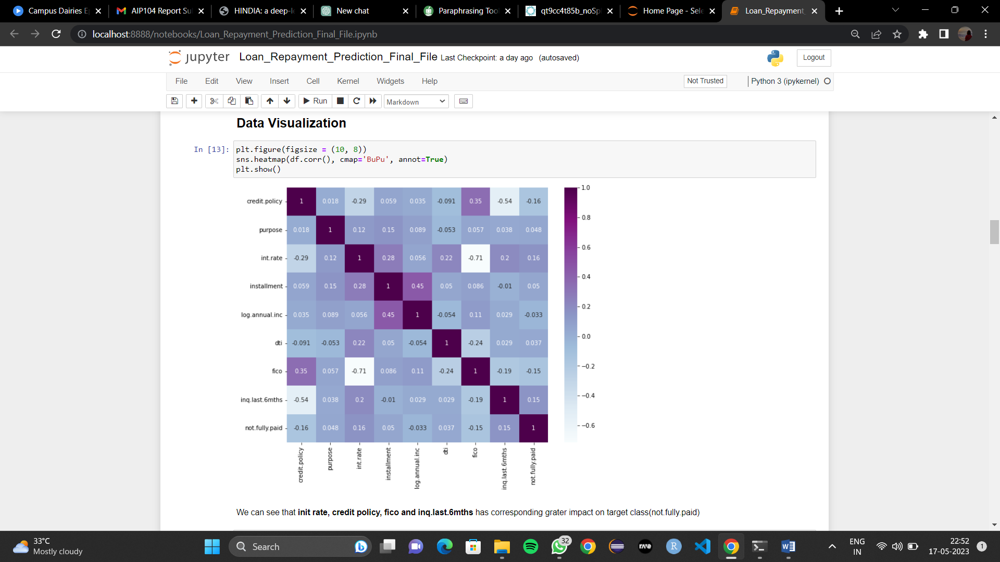 Campus Dairies E
AIP104 Report Su
HINDIA: a deep-l
New chat
Paraphrasing Too
qt9cc4t85b_noSp
Home Page - Sele
Loan_Repayment_
localhost:8888/notebooks/Loan_Repayment_Prediction_Final_File.ipynb
jupyter Loan_Repayment_Prediction_Final_File Last Checkpoint: a day ago (autosaved)
Logout
File Edit View Insert Cell Kernel Widgets Help
Not Trusted
Python 3 (ipykernel)
Run
Markdown
Data Visualization
In [13]: plt.figure(figsize = (10, 8))
sns.heatmap(df.corr(), cmap='BuPu', annot=True)
plt.show()
credit.policy 1 0.018 -0.29 0.059 0.035 -0.091 0.35 -0.54 -0.16
purpose 0.018 1 0.12 0.15 0.089 -0.053 0.057 0.038 0.048
int.rate -0.29 0.12 1 0.28 0.056 0.22 -0.71 0.2 0.16
installment 0.059 0.15 0.28 1 0.45 0.05 0.086 -0.01 0.05
log.annual.inc 0.035 0.089 0.056 0.45 1 -0.054 0.11 0.029 -0.033
dti -0.091 -0.053 0.22 0.05 -0.054 1 -0.24 0.029 0.037
fico 0.35 0.057 -0.71 0.086 0.11 -0.24 1 -0.19 -0.15
inq.last.6mths -0.54 0.038 0.2 -0.01 0.029 0.029 -0.19 1 0.15
not.fully.paid -0.16 0.048 0.16 0.05 -0.033 0.037 -0.15 0.15 1
credit.policy
purpose
int.rate
installment
log.annual.inc
dti
fico
inq.last.6mths
not.fully.paid
1.0
0.8
0.6
0.4
0.2
0.0
−0.2
−0.4
−0.6
We can see that init rate, credit policy, fico and inq.last.6mths has corresponding grater impact on target class(not.fully.paid)
33°C
Mostly cloudy
Search
32
rave
R
ENG
IN
22:52
17-05-2023
1